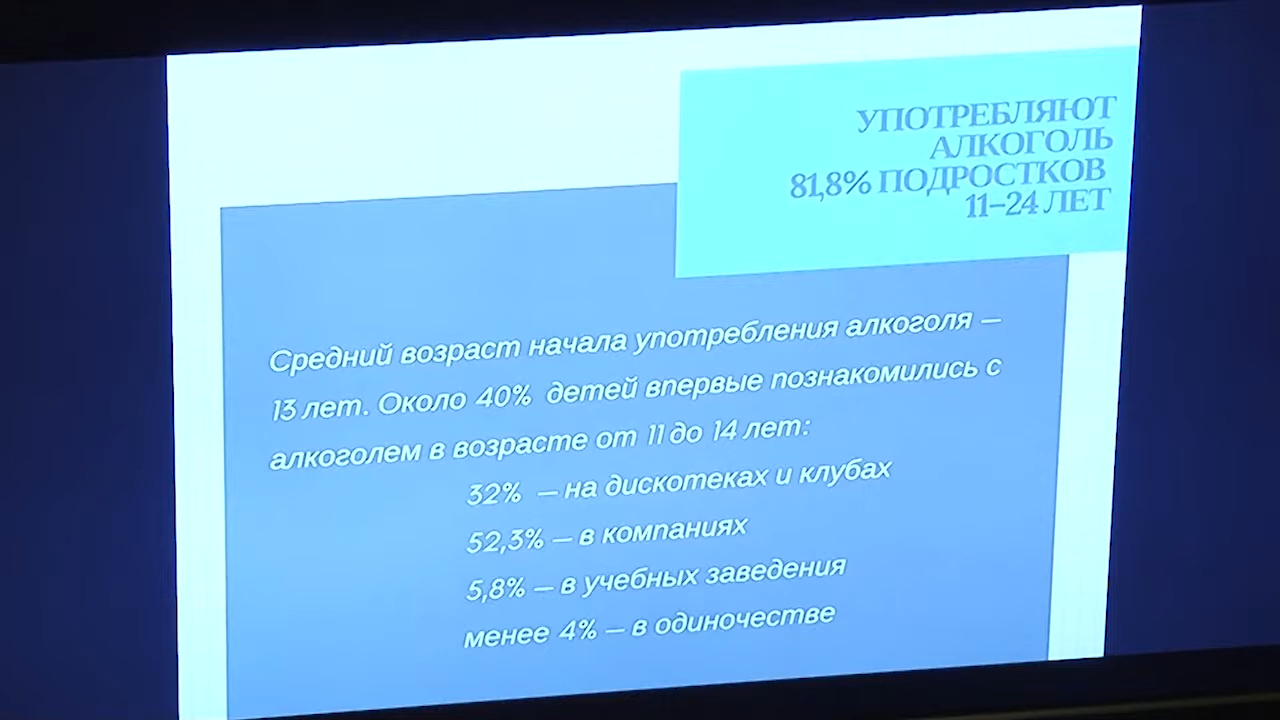 УПОТРЕБЛЯЮТ
АЛКОГОЛЬ
81,8% ПОДРОСТКОВ
11–24 ЛЕТ
Средний возраст начала употребления алкоголя –
13 лет. Около 40% детей впервые познакомились с
алкоголем в возрасте от 11 до 14 лет:
32% – на дискотеках и клубах
52,3% – в компаниях
5,8% – в учебных заведения
менее 4% – в одиночестве